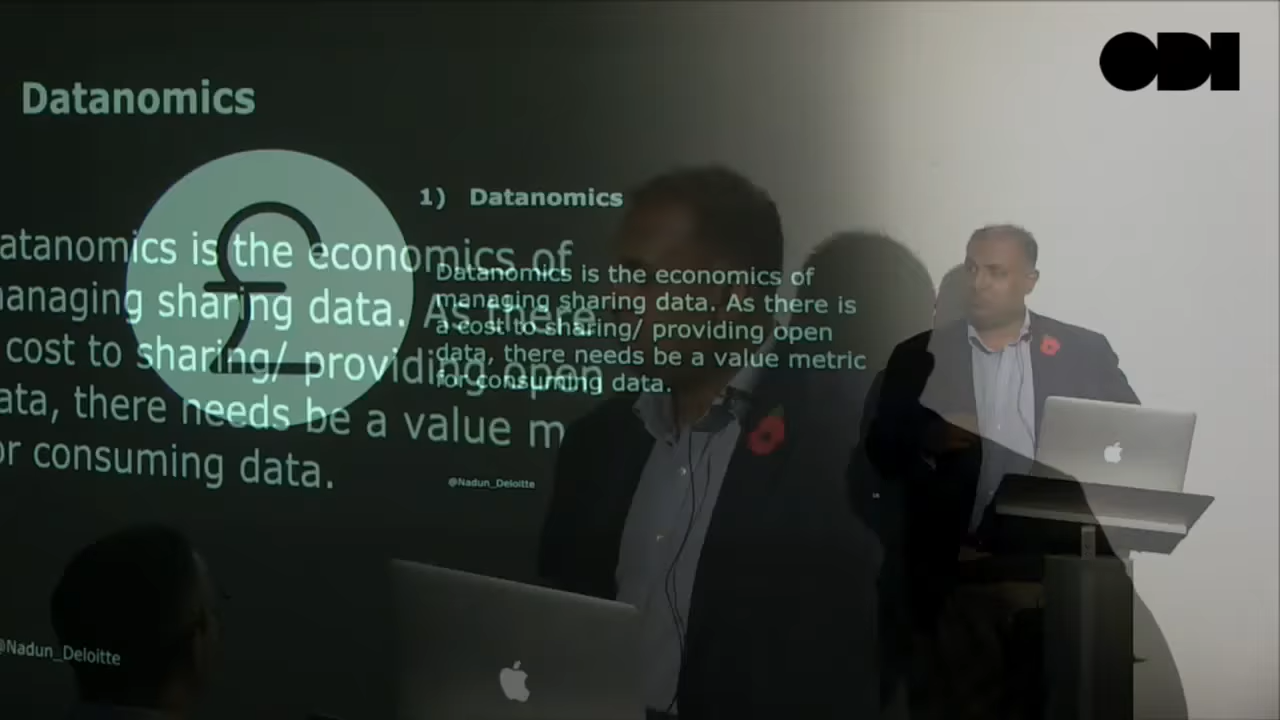 ODI
Datanomics
1) Datanomics
atanomics is the economics of
managing sharing data. As there
cost to sharing/ providing open
ata, there needs be a value m
or consuming data.
Datanomics is the economics of
managing sharing data. As there is
a cost to sharing/ providing open
data, there needs be a value metric
for consuming data.
@Nadun_Deloitte
@Nadun_Deloitte